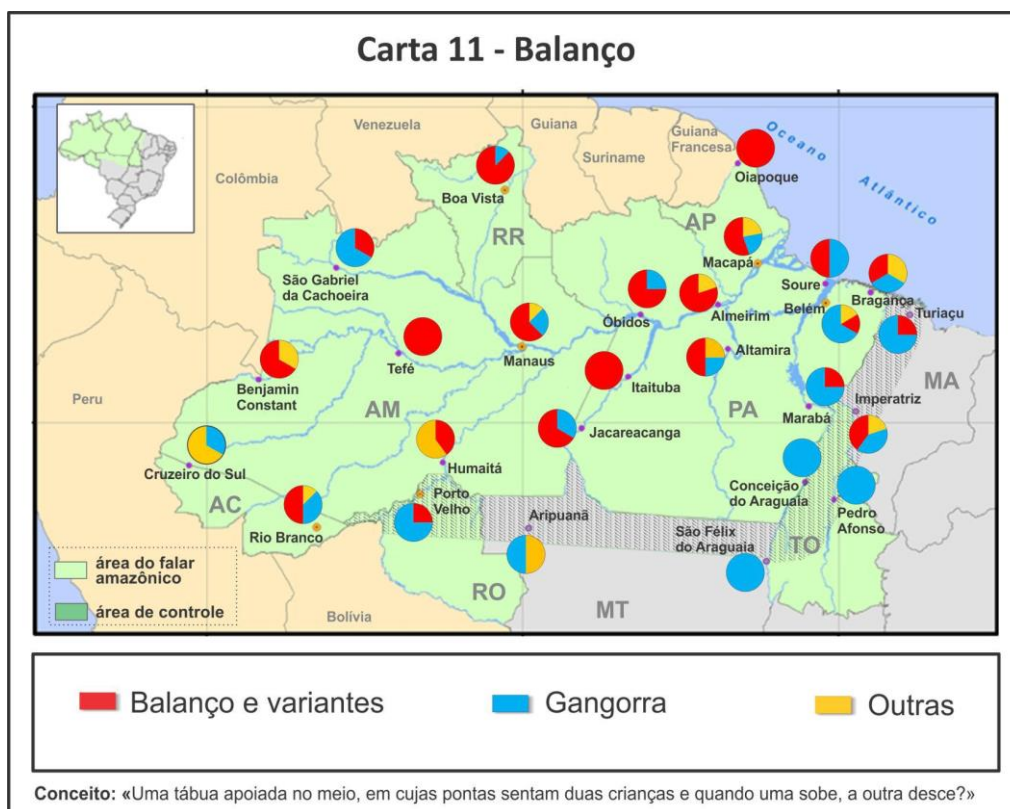 Carta 11 - Balanço
Venezuela
Guiana
Suriname
Guiana
Francesa
Oceano
Atlântico
Colômbia
Oiapoque
Boa Vista
RR
AP
Macapá
São Gabriel
da Cachoeira
Soure
Bragança
Belém
Turiaçu
Óbidos
Almeirim
Tefé
Manaus
Altamira
Benjamin
Constant
Itaituba
MA
Peru
AM
PA
Marabá
Imperatriz
Jacareacanga
Cruzeiro do Sul
Humaitá
Conceição
do Araguaia
AC
Porto
Velho
Pedro
Afonso
Rio Branco
Aripuanã
São Félix
do Araguaia
TO
RO
MT
Bolívia
área do falar
amazônico
área de controle
Balanço e variantes
Gangorra
Outras
Conceito: «Uma tábua apoiada no meio, em cujas pontas sentam duas crianças e quando uma sobe, a outra desce?»